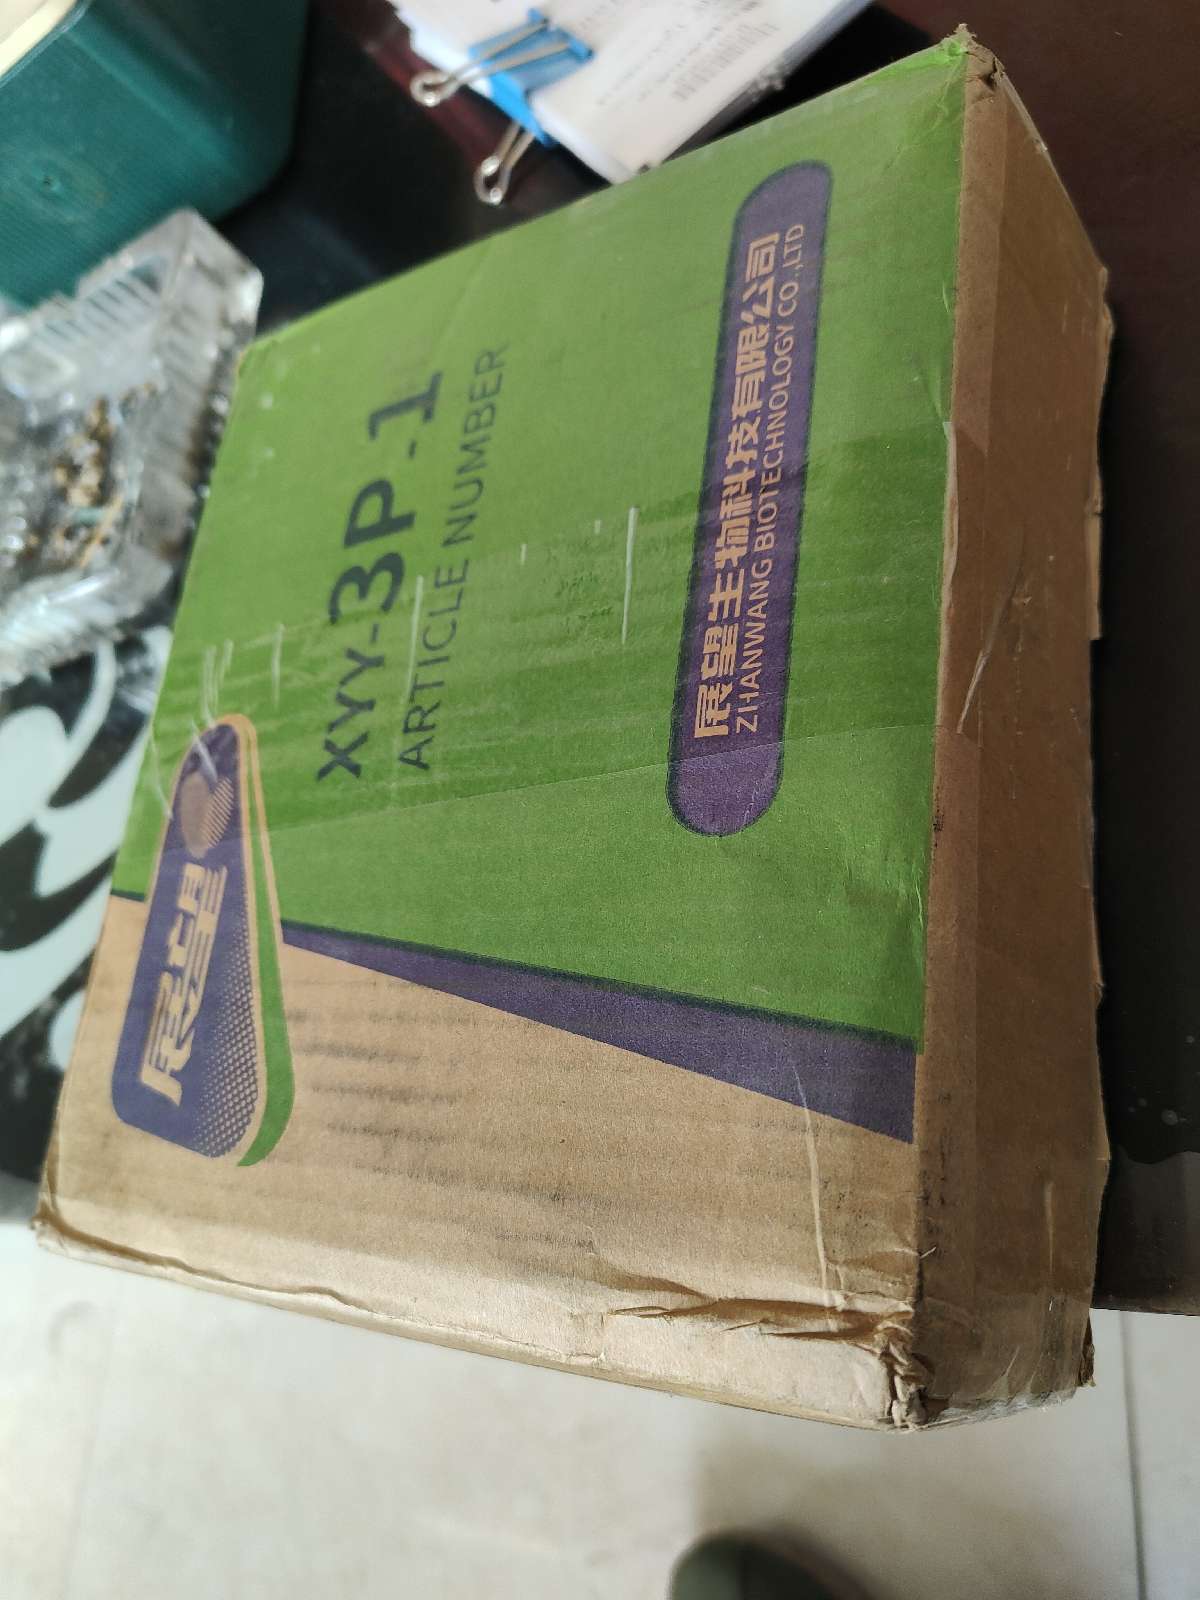 展望
XYY-3P-1
ARTICLE NUMBER
展望生物科技有限公司
ZHANWANG BIOTECHNOLOGY CO.,LTD